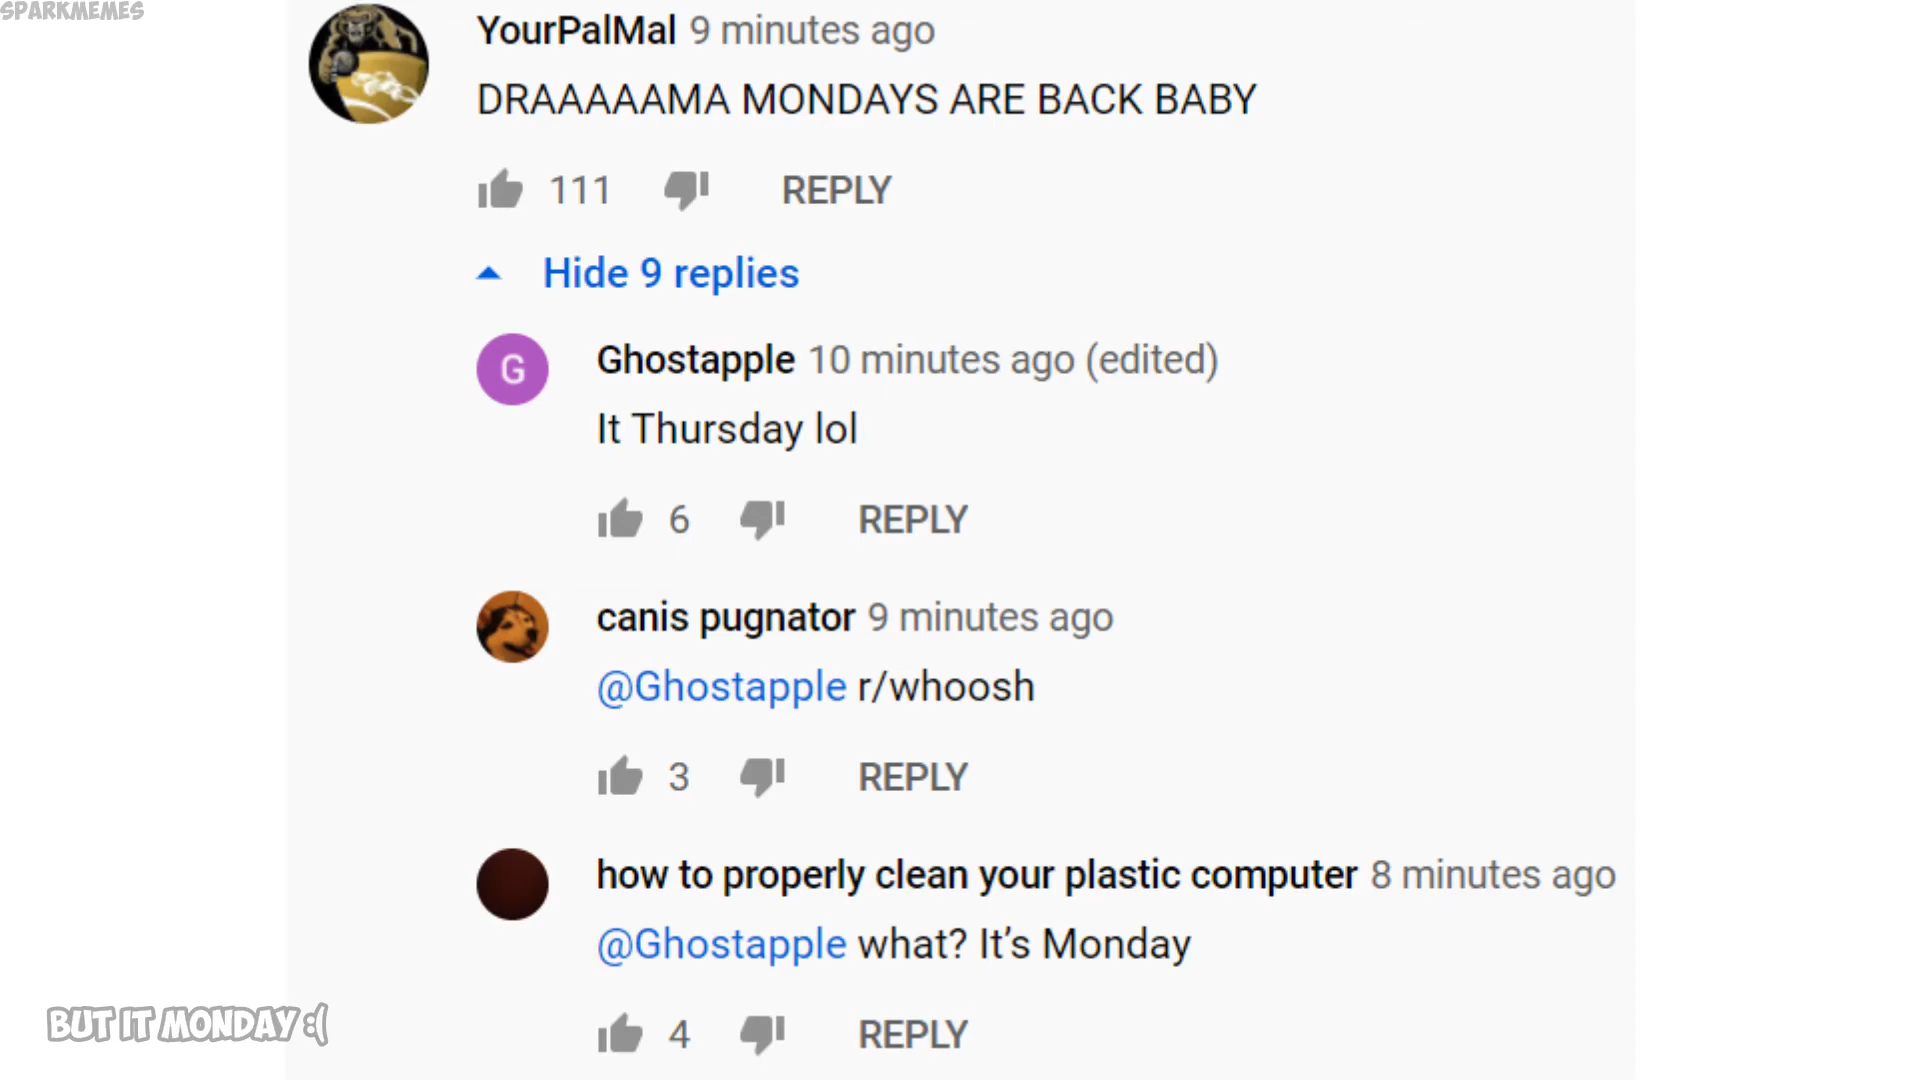 SPARKMEMES
YourPalMal 9 minutes ago
DRAAAAAMA MONDAYS ARE BACK BABY
111 REPLY
Hide 9 replies
G
Ghostapple 10 minutes ago (edited)
It Thursday lol
6 REPLY
canis pugnator 9 minutes ago
@Ghostapple r/whoosh
3 REPLY
how to properly clean your plastic computer 8 minutes ago
@Ghostapple what? It’s Monday
BUT IT MONDAY :(
4 REPLY